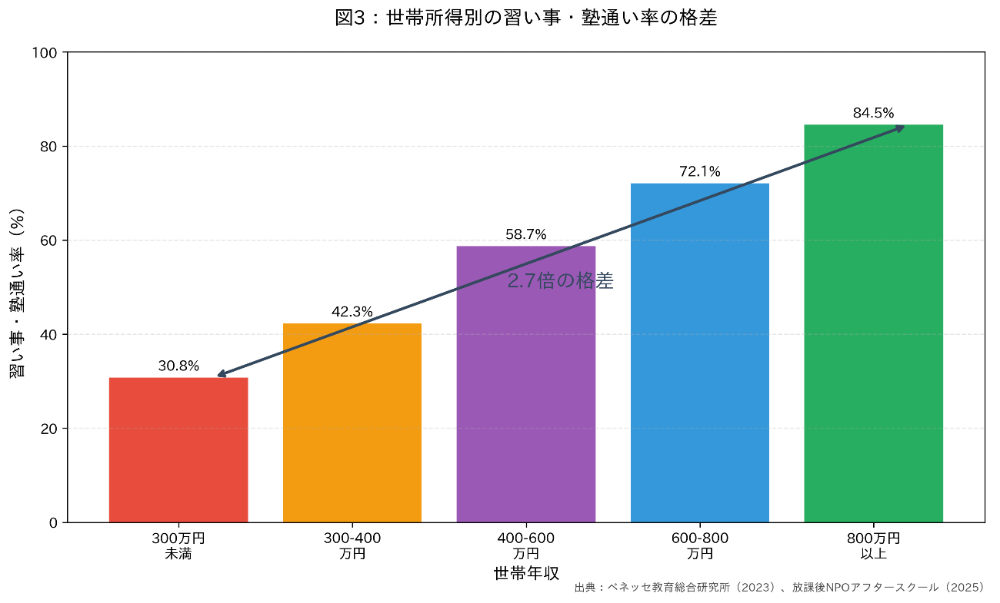 図3：世帯所得別の習い事・塾通い率の格差
習い事・塾通い率（%）
100
80
60
40
20
0
30.8%
42.3%
58.7%
72.1%
84.5%
2.7倍の格差
300万円
未満
300-400
万円
400-600
万円
600-800
万円
800万円
以上
世帯年収
出典：ベネッセ教育総合研究所（2023）、放課後NPOアフタースクール（2025）